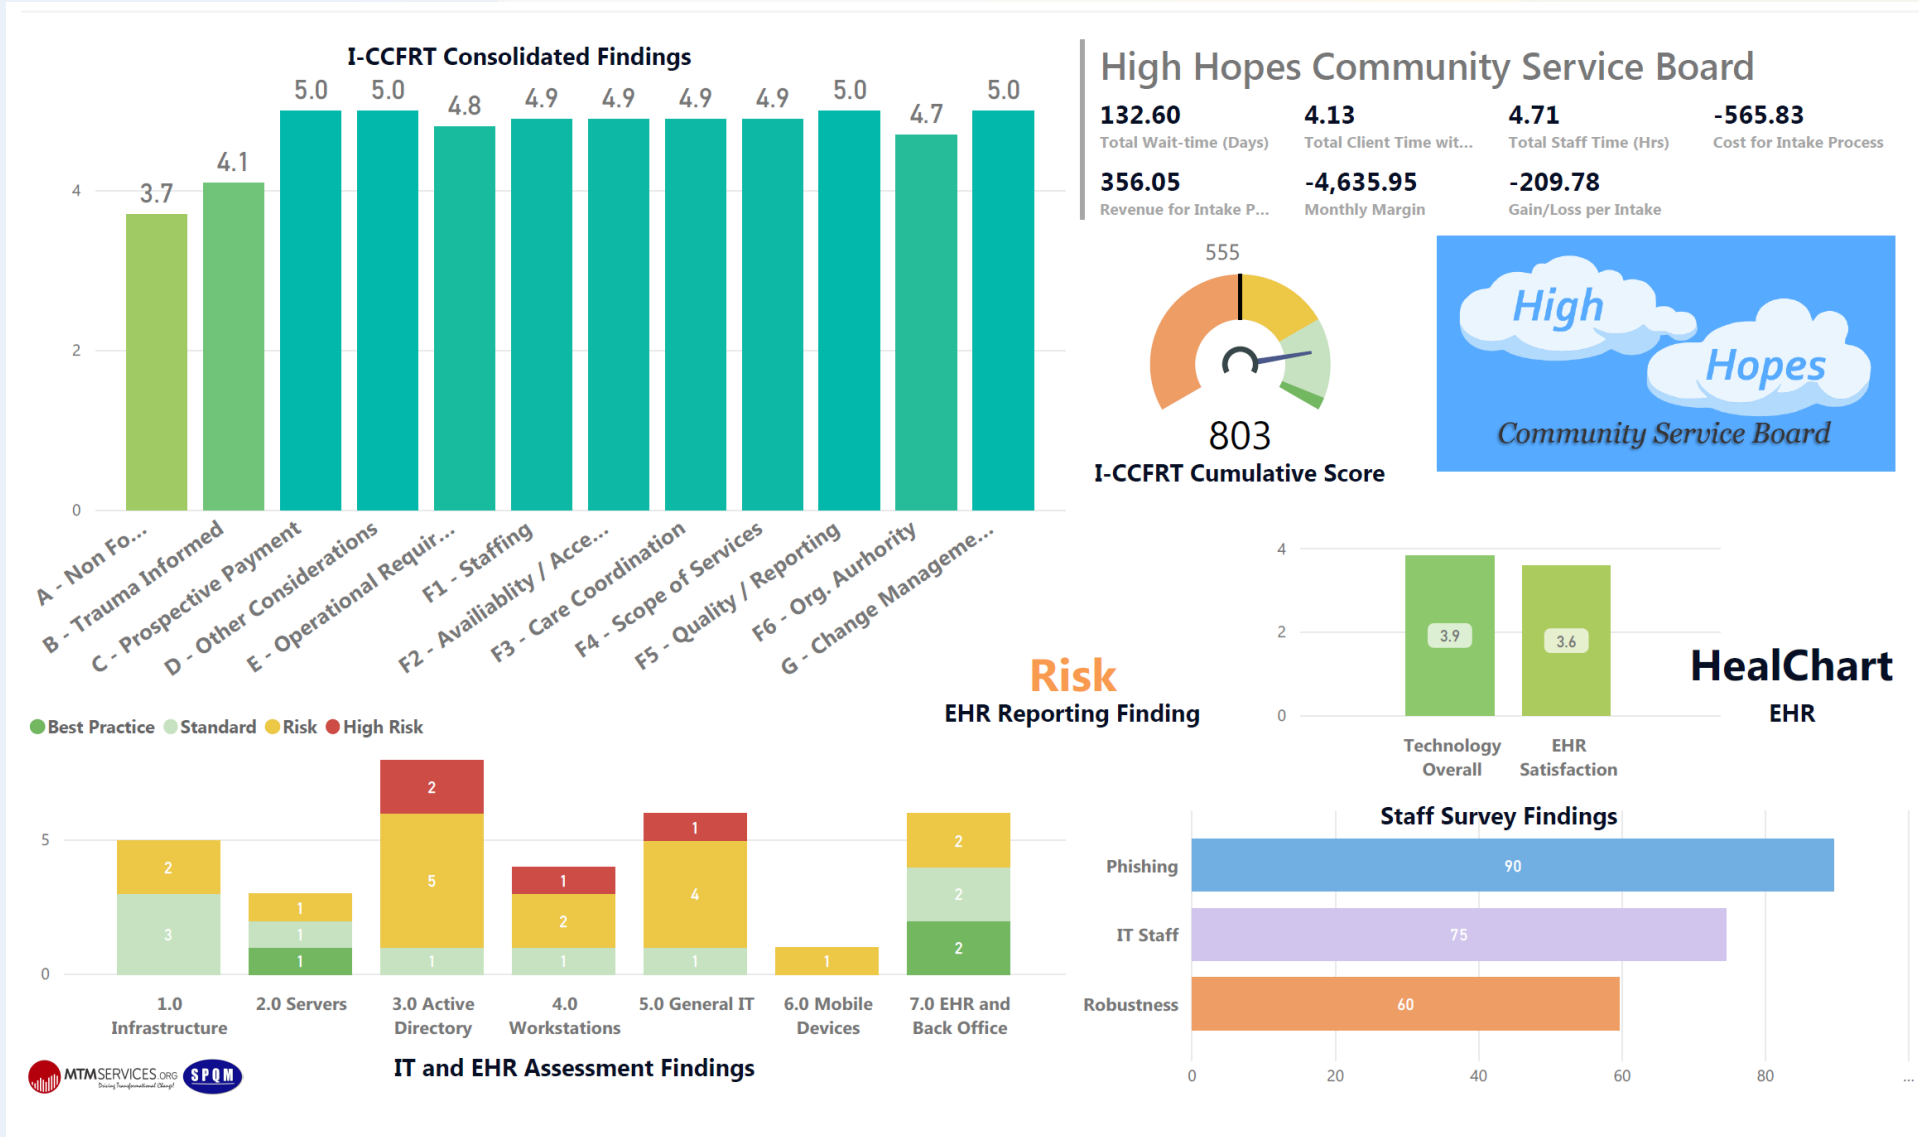 I-CCFRT Consolidated Findings
3.7
4.1
5.0
5.0
4.8
4.9
4.9
4.9
4.9
5.0
4.7
5.0
4
2
0
A - Non Fo...
B - Trauma Informed
C - Prospective Payment
D - Other Considerations
E - Operational Requir...
F1 - Staffing
F2 - Availiablity / Acce...
F3 - Care Coordination
F4 - Scope of Services
F5 - Quality / Reporting
F6 - Org. Aurhority
G - Change Manageme...
High Hopes Community Service Board
132.60
Total Wait-time (Days)
4.13
Total Client Time wit...
4.71
Total Staff Time (Hrs)
-565.83
Cost for Intake Process
356.05
Revenue for Intake P...
-4,635.95
Monthly Margin
-209.78
Gain/Loss per Intake
555
803
I-CCFRT Cumulative Score
High
Hopes
Community Service Board
Risk
EHR Reporting Finding
4
2
0
3.9
3.6
Technology
Overall
EHR
Satisfaction
HealChart
EHR
Best Practice Standard Risk High Risk
5
0
2
3
1
1
1
2
5
1
1
2
1
1
4
1
1
2
2
2
1.0
Infrastructure
2.0 Servers
3.0 Active
Directory
4.0
Workstations
5.0 General IT
6.0 Mobile
Devices
7.0 EHR and
Back Office
IT and EHR Assessment Findings
MTMSERVICES.ORG
Driving Transformational Change!
SPQM
Staff Survey Findings
Phishing
90
IT Staff
75
Robustness
60
0
20
40
60
80
...